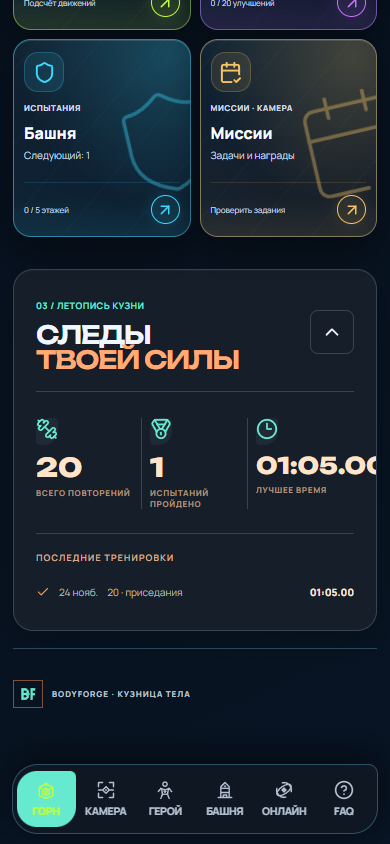 Подсчёт движений
0 / 20 улучшений
ИСПЫТАНИЯ
Башня
Следующий: 1
0 / 5 этажей
МИССИИ · КАМЕРА
Миссии
Задачи и награды
Проверить задания
03 / ЛЕТОПИСЬ КУЗНИ
СЛЕДЫ
ТВОЕЙ СИЛЫ
20
ВСЕГО ПОВТОРЕНИЙ
1
ИСПЫТАНИЙ
ПРОЙДЕНО
01:05.00
ЛУЧШЕЕ ВРЕМЯ
ПОСЛЕДНИЕ ТРЕНИРОВКИ
24 нояб. 20 · приседания 01:05.00
BF BODYFORGE · КУЗНИЦА ТЕЛА
ГОРН КАМЕРА ГЕРОЙ БАШНЯ ОНЛАЙН FAQ